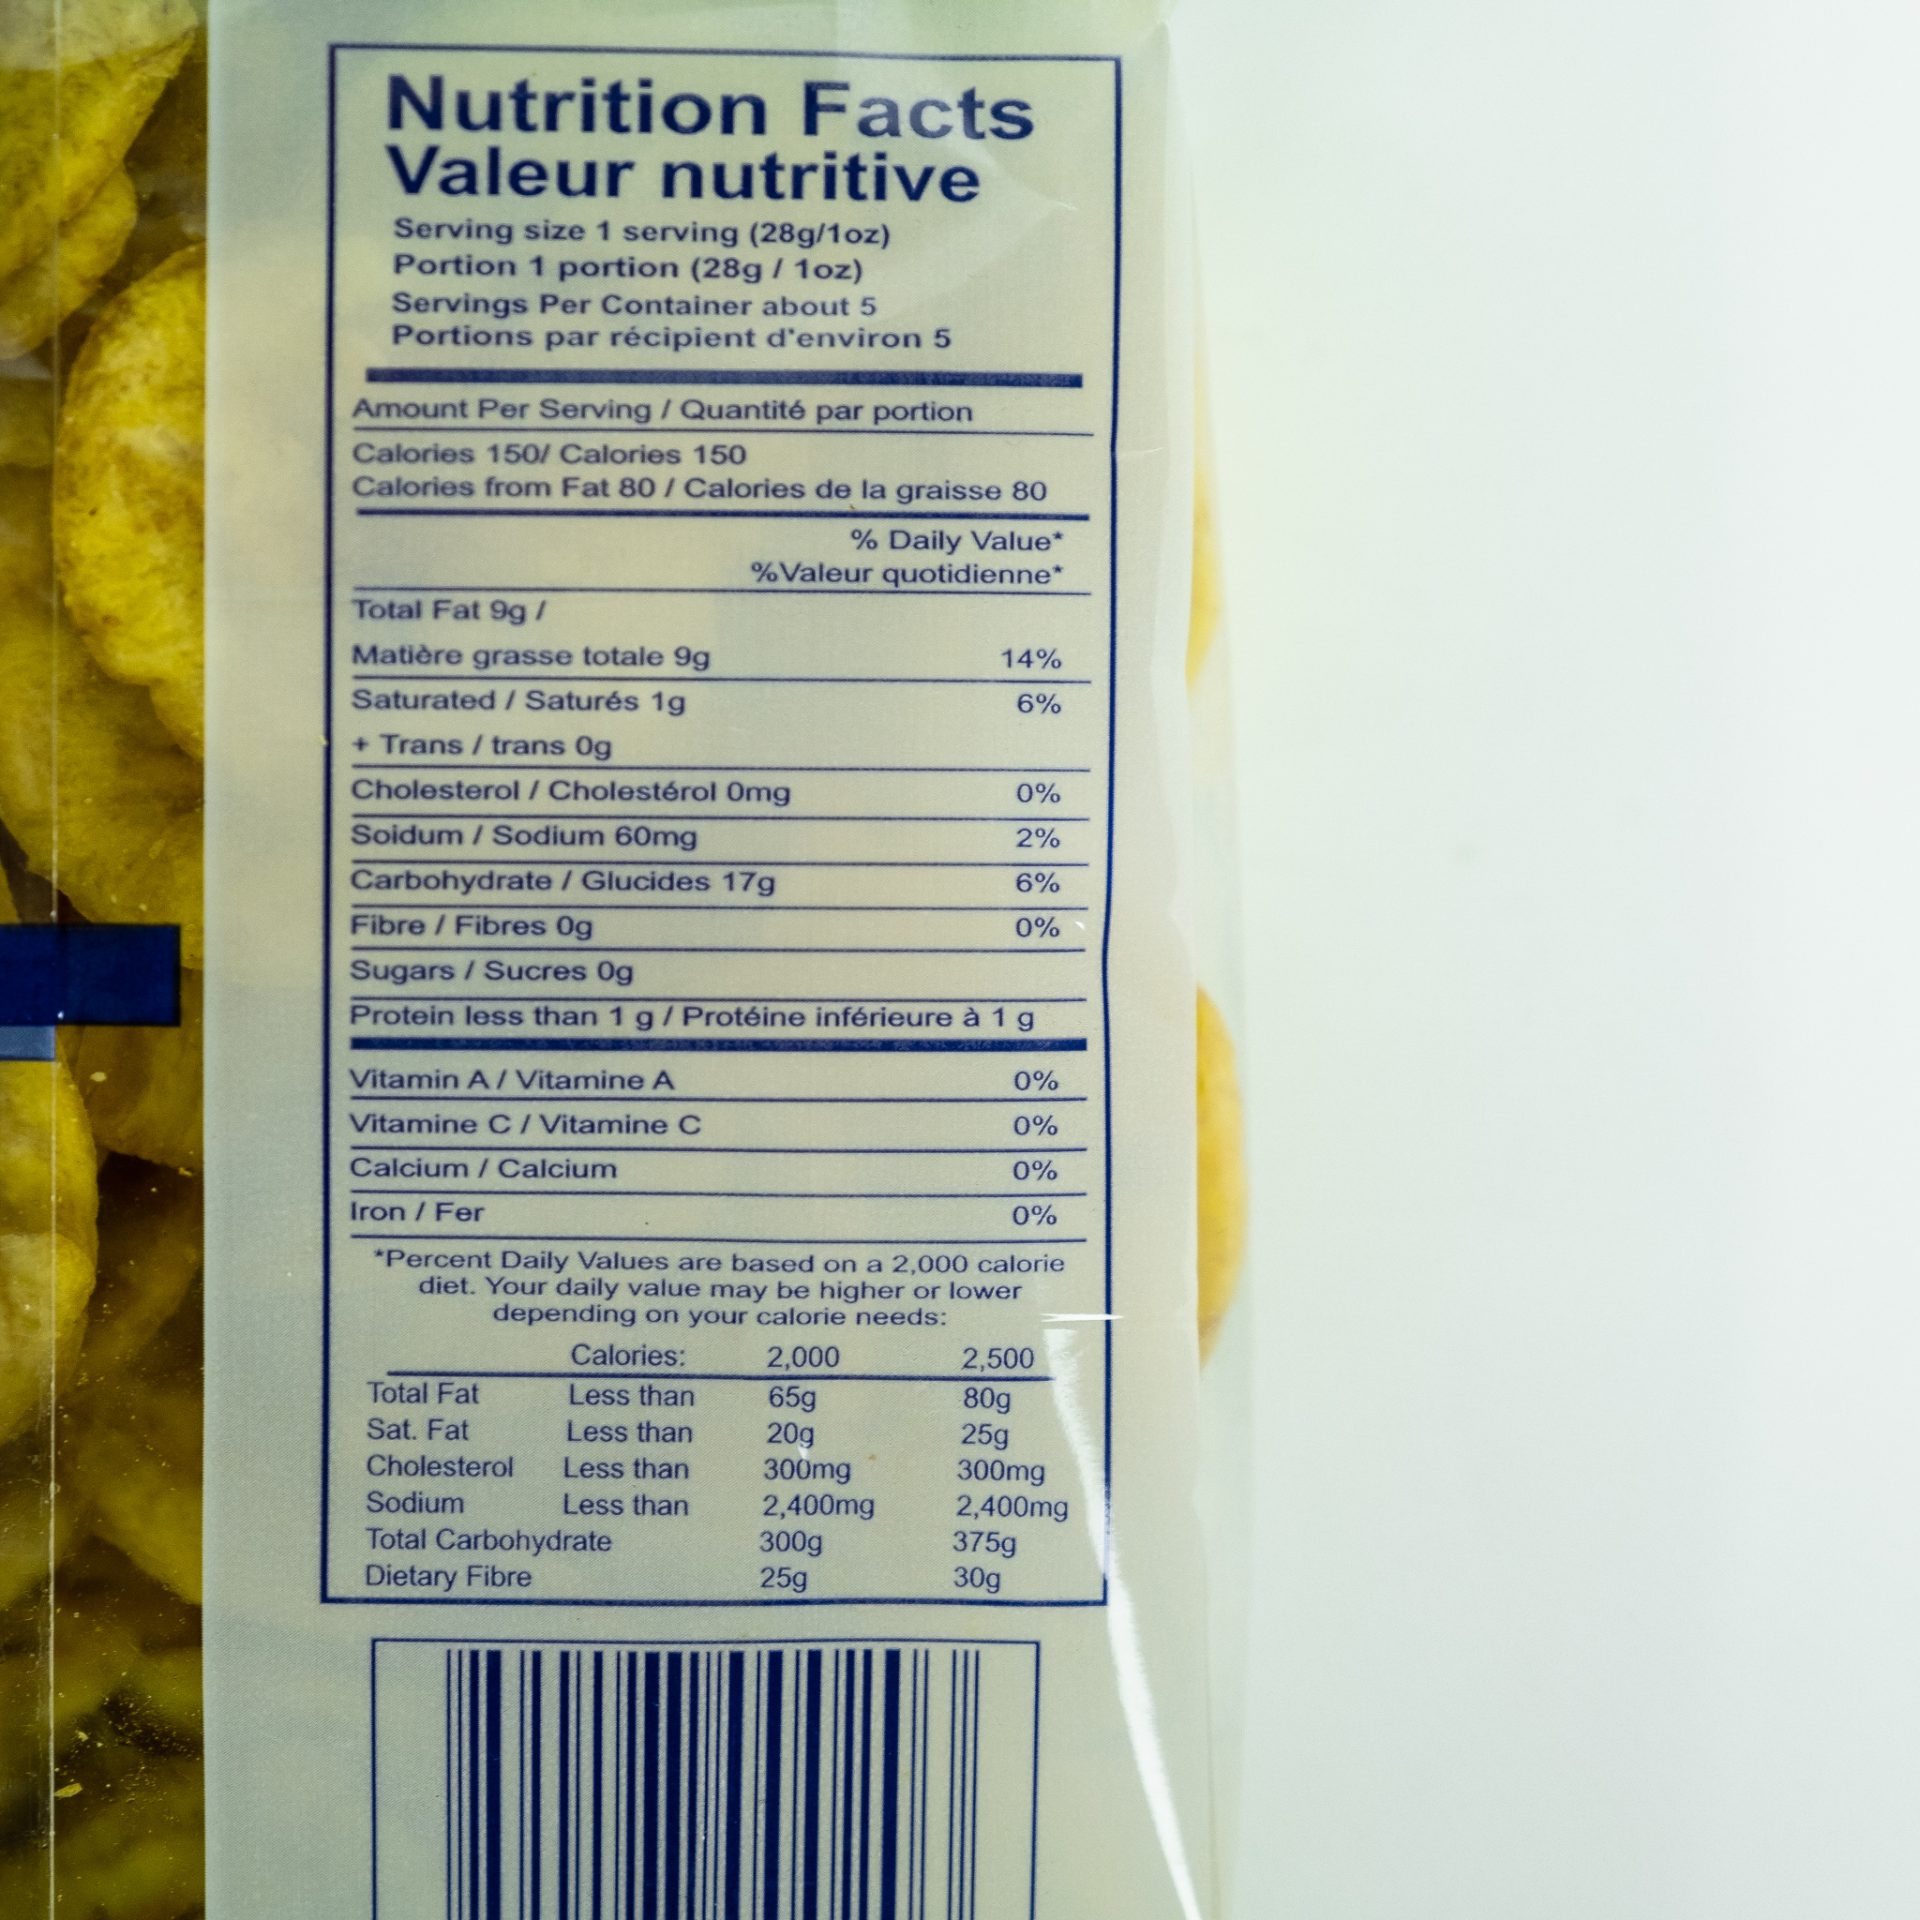 Nutrition Facts
Valeur nutritive
Serving size 1 serving (28g/1oz)
Portion 1 portion (28g / 1oz)
Servings Per Container about 5
Portions par récipient d'environ 5
Amount Per Serving / Quantité par portion
Calories 150/ Calories 150
Calories from Fat 80 / Calories de la graisse 80
% Daily Value*
%Valeur quotidienne*
Total Fat 9g /
Matière grasse totale 9g 14%
Saturated / Saturés 1g 6%
+ Trans / trans 0g
Cholesterol / Cholestérol 0mg 0%
Soidum / Sodium 60mg 2%
Carbohydrate / Glucides 17g 6%
Fibre / Fibres 0g 0%
Sugars / Sucres 0g
Protein less than 1 g / Protéine inférieure à 1 g
Vitamin A / Vitamine A 0%
Vitamine C / Vitamine C 0%
Calcium / Calcium 0%
Iron / Fer 0%
*Percent Daily Values are based on a 2,000 calorie
diet. Your daily value may be higher or lower
depending on your calorie needs:
Calories: 2,000 2,500
Total Fat Less than 65g 80g
Sat. Fat Less than 20g 25g
Cholesterol Less than 300mg 300mg
Sodium Less than 2,400mg 2,400mg
Total Carbohydrate 300g 375g
Dietary Fibre 25g 30g